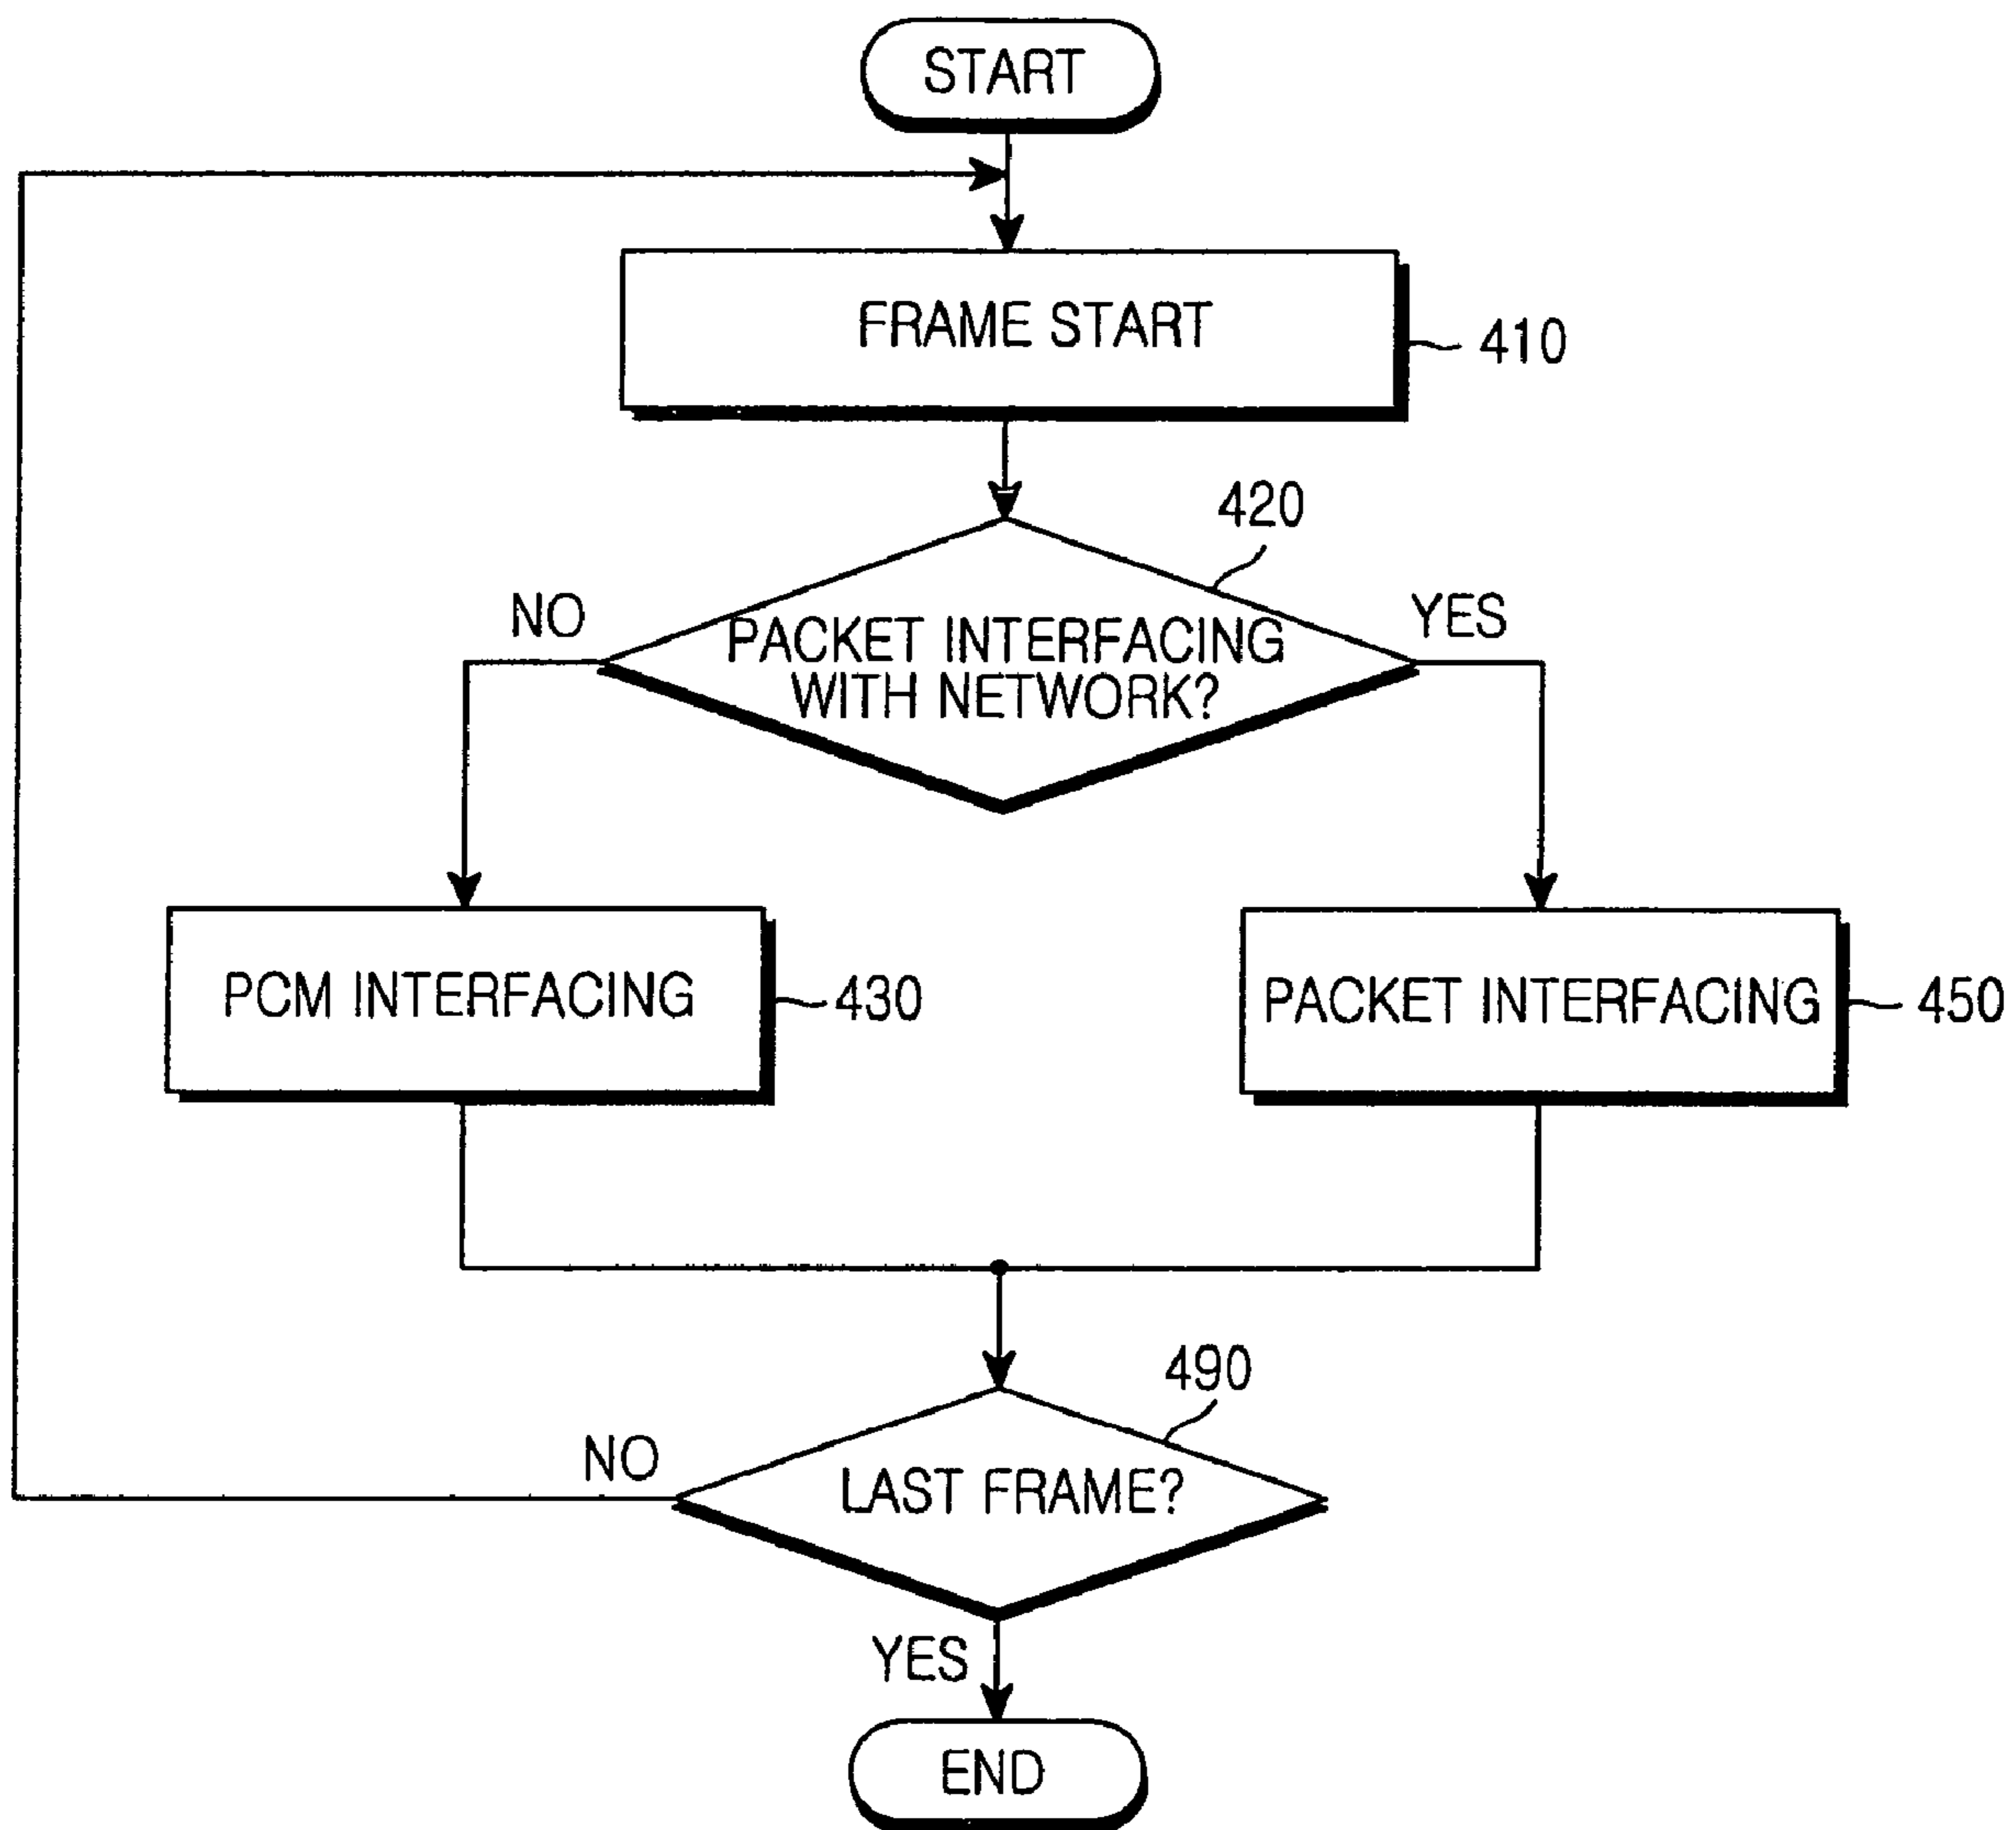 START
FRAME START
410
420
NO
YES
PACKET INTERFACING
WITH NETWORK?
PCM INTERFACING
430
PACKET INTERFACING
450
490
NO
LAST FRAME?
YES
END